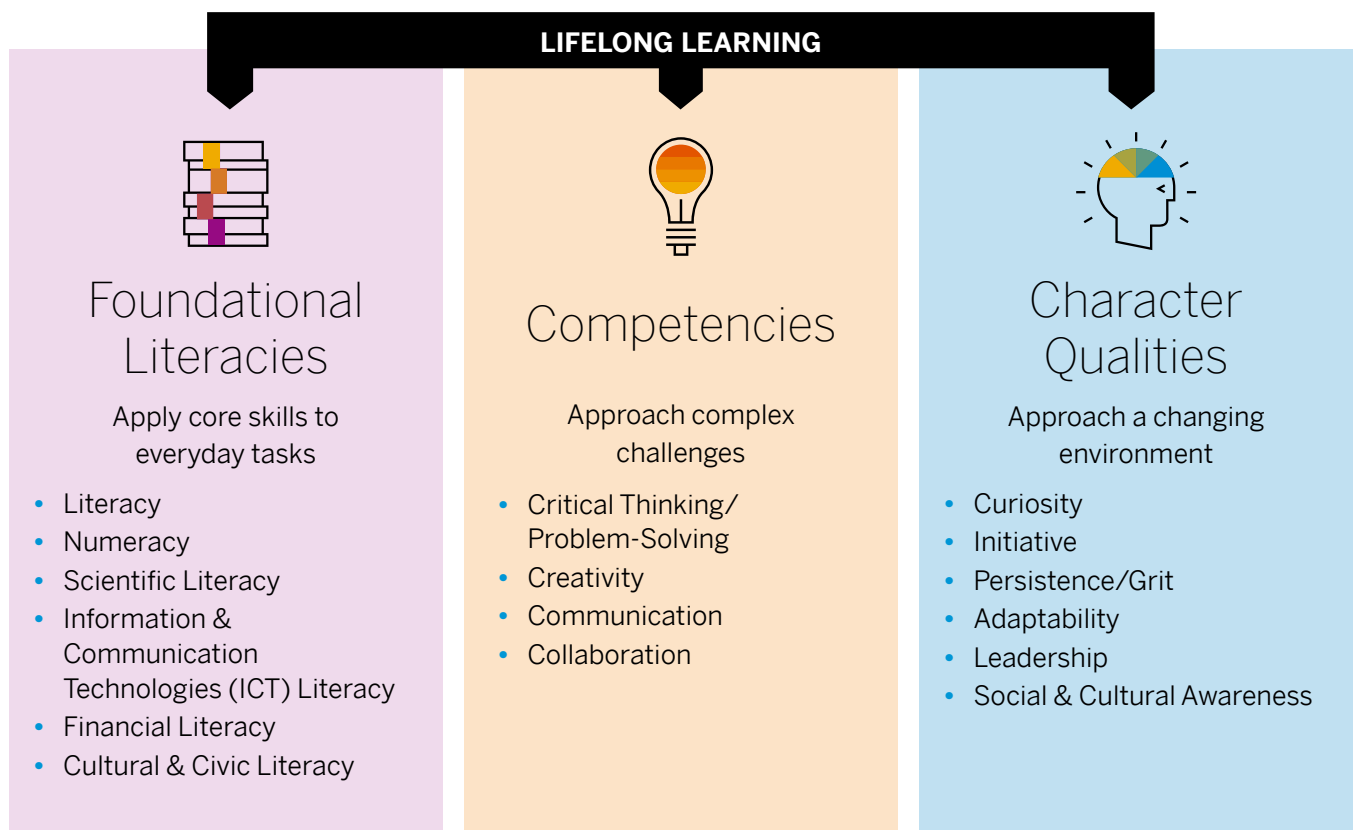 LIFELONG LEARNING
Foundational
Literacies
Apply core skills to
everyday tasks
• Literacy
• Numeracy
• Scientific Literacy
• Information &
Communication
Technologies (ICT) Literacy
• Financial Literacy
• Cultural & Civic Literacy
Competencies
Approach complex
challenges
• Critical Thinking/
Problem-Solving
• Creativity
• Communication
• Collaboration
Character
Qualities
Approach a changing
environment
• Curiosity
• Initiative
• Persistence/Grit
• Adaptability
• Leadership
• Social & Cultural Awareness